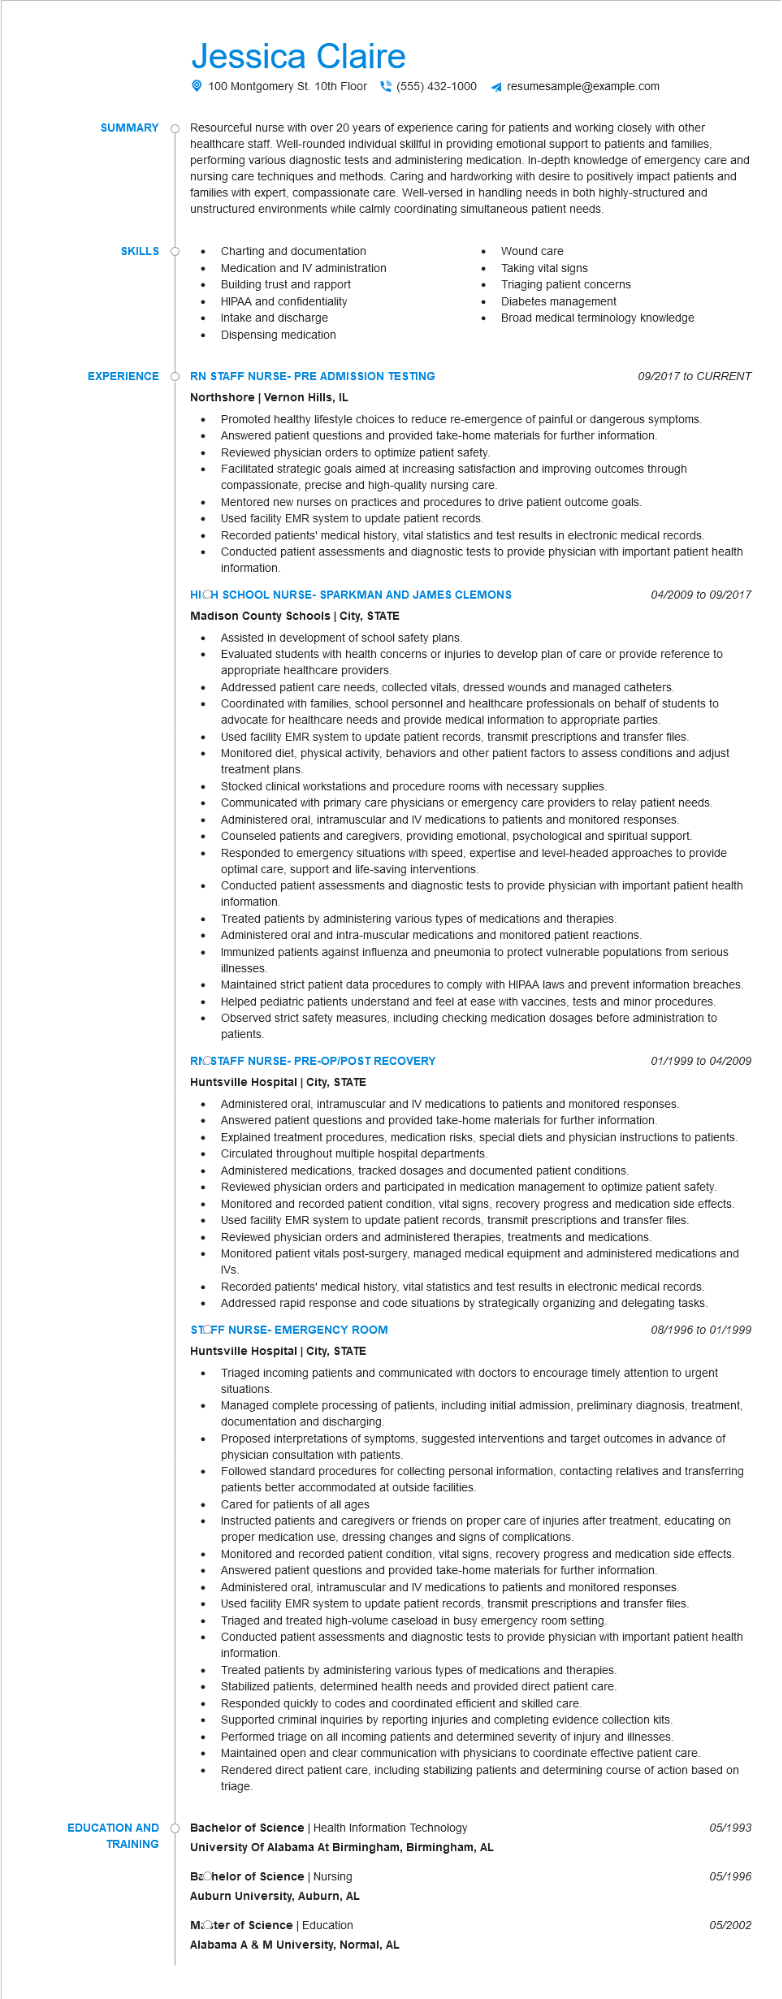 Jessica Claire
100 Montgomery St. 10th Floor (555) 432-1000 resumesample@example.com
SUMMARY
Resourceful nurse with over 20 years of experience caring for patients and working closely with other
healthcare staff. Well-rounded individual skillful in providing emotional support to patients and families,
performing various diagnostic tests and administering medication. In-depth knowledge of emergency care and
nursing care techniques and methods. Caring and hardworking with desire to positively impact patients and
families with expert, compassionate care. Well-versed in handling needs in both highly-structured and
unstructured environments while calmly coordinating simultaneous patient needs.
SKILLS
• Charting and documentation
• Medication and IV administration
• Building trust and rapport
• HIPAA and confidentiality
• Intake and discharge
• Dispensing medication
• Wound care
• Taking vital signs
• Triaging patient concerns
• Diabetes management
• Broad medical terminology knowledge
EXPERIENCE
RN STAFF NURSE- PRE ADMISSION TESTING 09/2017 to CURRENT
Northshore | Vernon Hills, IL
• Promoted healthy lifestyle choices to reduce re-emergence of painful or dangerous symptoms.
• Answered patient questions and provided take-home materials for further information.
• Reviewed physician orders to optimize patient safety.
• Facilitated strategic goals aimed at increasing satisfaction and improving outcomes through
compassionate, precise and high-quality nursing care.
• Mentored new nurses on practices and procedures to drive patient outcome goals.
• Used facility EMR system to update patient records.
• Recorded patients' medical history, vital statistics and test results in electronic medical records.
• Conducted patient assessments and diagnostic tests to provide physician with important patient health
information.
HIGH SCHOOL NURSE- SPARKMAN AND JAMES CLEMONS 04/2009 to 09/2017
Madison County Schools | City, STATE
• Assisted in development of school safety plans.
• Evaluated students with health concerns or injuries to develop plan of care or provide reference to
appropriate healthcare providers.
• Addressed patient care needs, collected vitals, dressed wounds and managed catheters.
• Coordinated with families, school personnel and healthcare professionals on behalf of students to
advocate for healthcare needs and provide medical information to appropriate parties.
• Used facility EMR system to update patient records, transmit prescriptions and transfer files.
• Monitored diet, physical activity, behaviors and other patient factors to assess conditions and adjust
treatment plans.
• Stocked clinical workstations and procedure rooms with necessary supplies.
• Communicated with primary care physicians or emergency care providers to relay patient needs.
• Administered oral, intramuscular and IV medications to patients and monitored responses.
• Counseled patients and caregivers, providing emotional, psychological and spiritual support.
• Responded to emergency situations with speed, expertise and level-headed approaches to provide
optimal care, support and life-saving interventions.
• Conducted patient assessments and diagnostic tests to provide physician with important patient health
information.
• Treated patients by administering various types of medications and therapies.
• Administered oral and intra-muscular medications and monitored patient reactions.
• Immunized patients against influenza and pneumonia to protect vulnerable populations from serious
illnesses.
• Maintained strict patient data procedures to comply with HIPAA laws and prevent information breaches.
• Helped pediatric patients understand and feel at ease with vaccines, tests and minor procedures.
• Observed strict safety measures, including checking medication dosages before administration to
patients.
RN STAFF NURSE- PRE-OP/POST RECOVERY 01/1999 to 04/2009
Huntsville Hospital | City, STATE
• Administered oral, intramuscular and IV medications to patients and monitored responses.
• Answered patient questions and provided take-home materials for further information.
• Explained treatment procedures, medication risks, special diets and physician instructions to patients.
• Circulated throughout multiple hospital departments.
• Administered medications, tracked dosages and documented patient conditions.
• Reviewed physician orders and participated in medication management to optimize patient safety.
• Monitored and recorded patient condition, vital signs, recovery progress and medication side effects.
• Used facility EMR system to update patient records, transmit prescriptions and transfer files.
• Reviewed physician orders and administered therapies, treatments and medications.
• Monitored patient vitals post-surgery, managed medical equipment and administered medications and
IVs.
• Recorded patients' medical history, vital statistics and test results in electronic medical records.
• Addressed rapid response and code situations by strategically organizing and delegating tasks.
STAFF NURSE- EMERGENCY ROOM 08/1996 to 01/1999
Huntsville Hospital | City, STATE
• Triaged incoming patients and communicated with doctors to encourage timely attention to urgent
situations.
• Managed complete processing of patients, including initial admission, preliminary diagnosis, treatment,
documentation and discharging.
• Proposed interpretations of symptoms, suggested interventions and target outcomes in advance of
physician consultation with patients.
• Followed standard procedures for collecting personal information, contacting relatives and transferring
patients better accommodated at outside facilities.
• Cared for patients of all ages
• Instructed patients and caregivers or friends on proper care of injuries after treatment, educating on
proper medication use, dressing changes and signs of complications.
• Monitored and recorded patient condition, vital signs, recovery progress and medication side effects.
• Answered patient questions and provided take-home materials for further information.
• Administered oral, intramuscular and IV medications to patients and monitored responses.
• Used facility EMR system to update patient records, transmit prescriptions and transfer files.
• Triaged and treated high-volume caseload in busy emergency room setting.
• Conducted patient assessments and diagnostic tests to provide physician with important patient health
information.
• Treated patients by administering various types of medications and therapies.
• Stabilized patients, determined health needs and provided direct patient care.
• Responded quickly to codes and coordinated efficient and skilled care.
• Supported criminal inquiries by reporting injuries and completing evidence collection kits.
• Performed triage on all incoming patients and determined severity of injury and illnesses.
• Maintained open and clear communication with physicians to coordinate effective patient care.
• Rendered direct patient care, including stabilizing patients and determining course of action based on
triage.
EDUCATION AND
TRAINING
Bachelor of Science | Health Information Technology 05/1993
University Of Alabama At Birmingham, Birmingham, AL
Bachelor of Science | Nursing 05/1996
Auburn University, Auburn, AL
Master of Science | Education 05/2002
Alabama A & M University, Normal, AL